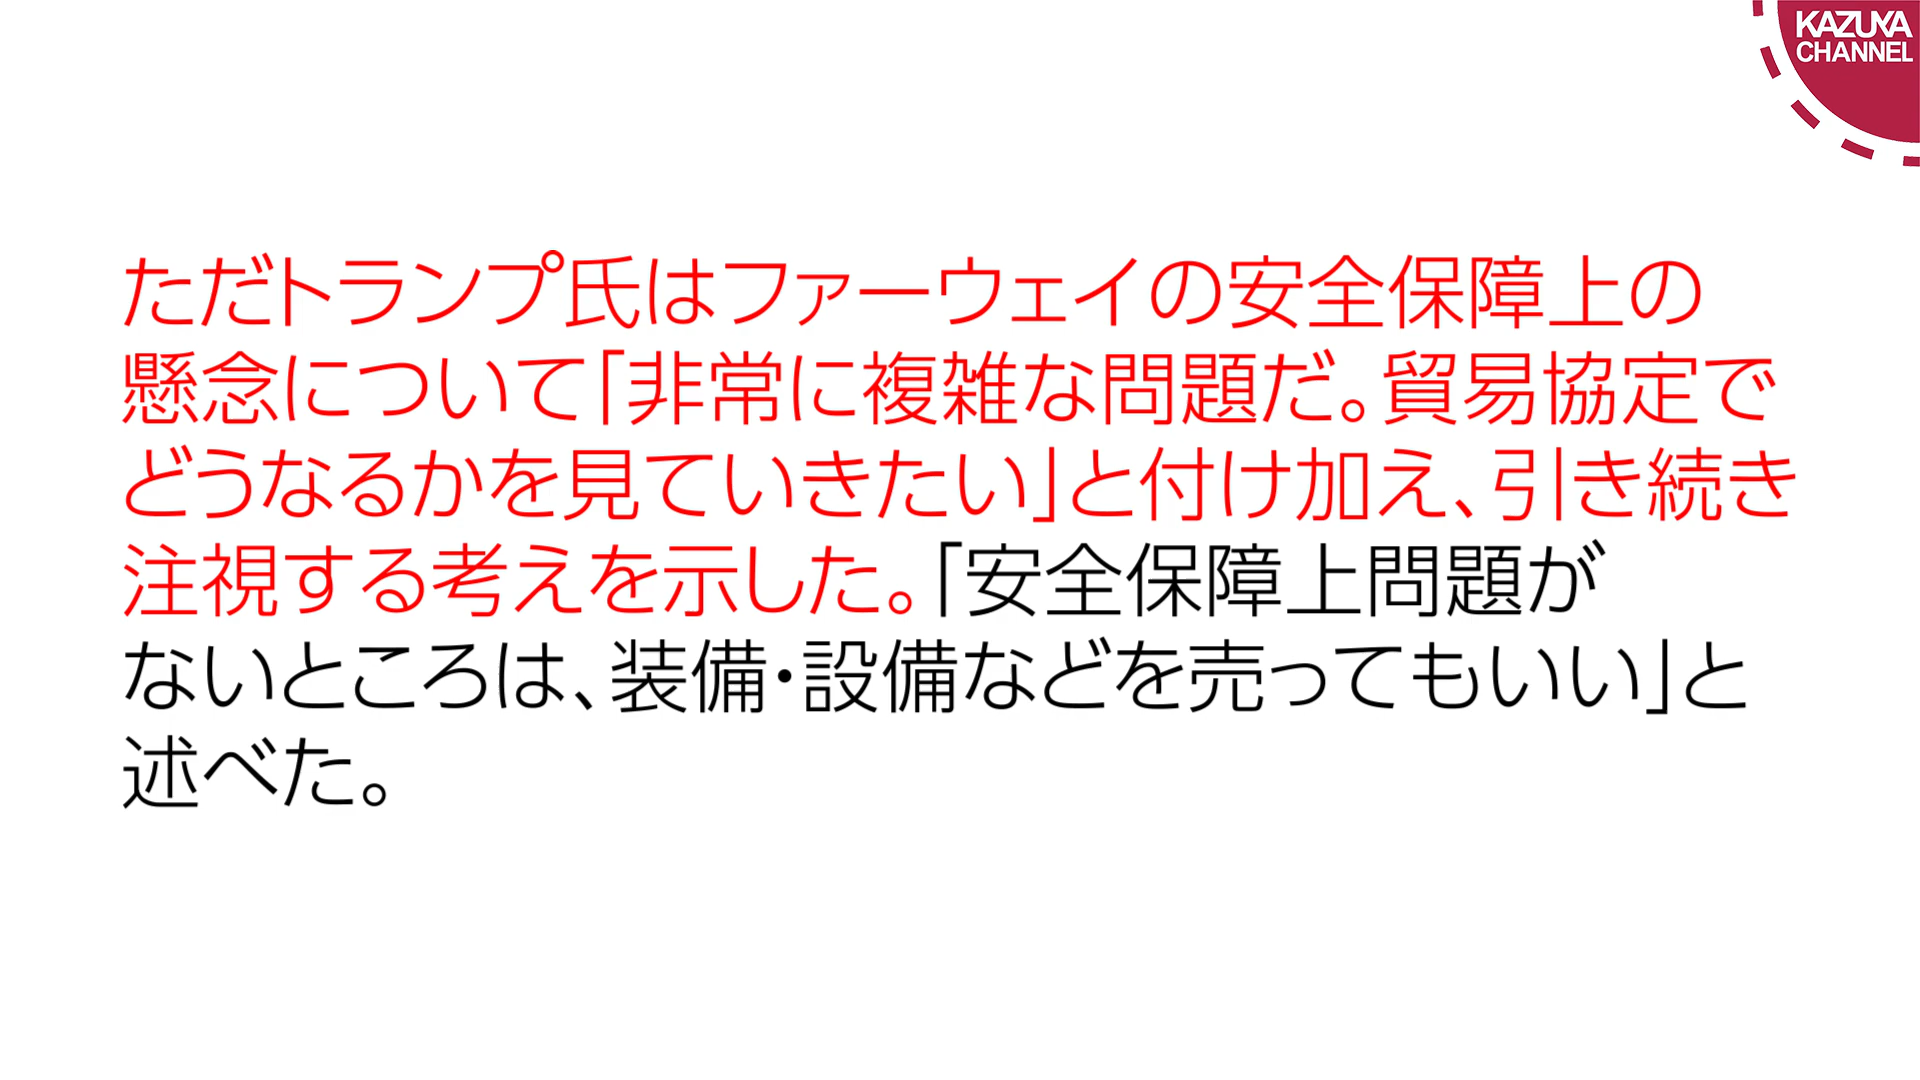 KAZUYA
CHANNEL
ただトランプ氏はファーウェイの安全保障上の
懸念について「非常に複雑な問題だ。貿易協定で
どうなるかを見ていきたい」と付け加え、引き続き
注視する考えを示した。「安全保障上問題が
ないところは、装備・設備などを売ってもいい」と
述べた。